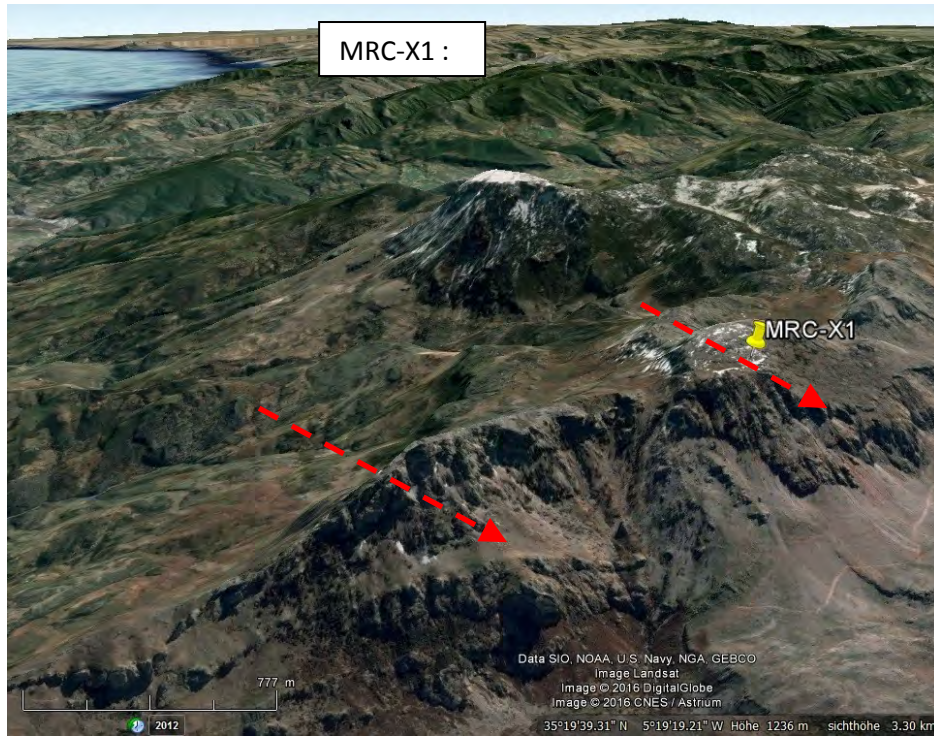 MRC-X1 :
MRC-X1
Data SIO, NOAA, U.S. Navy, NGA, GEBCO
Image Landsat
Image © 2016 DigitalGlobe
Image © 2016 CNES / Astrium
777 m
2012
35°19'39.31" N 5°19'19.21" W Höhe 1236 m sichthöhe 3.30 km